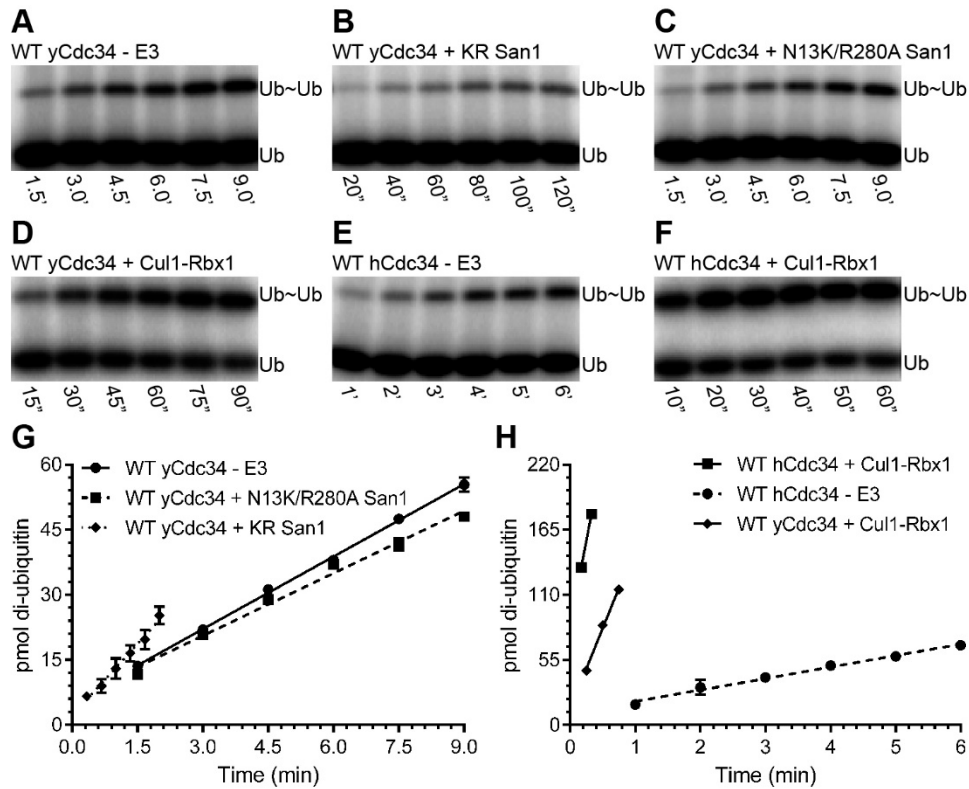 A
WT yCdc34 - E3
Ub~Ub
Ub
1.5' 3.0' 4.5' 6.0' 7.5' 9.0'
B
WT yCdc34 + KR San1
Ub~Ub
Ub
20" 40" 60" 80" 100" 120"
C
WT yCdc34 + N13K/R280A San1
Ub~Ub
Ub
1.5' 3.0' 4.5' 6.0' 7.5' 9.0'
D
WT yCdc34 + Cul1-Rbx1
Ub~Ub
Ub
15" 30" 45" 60" 75" 90"
E
WT hCdc34 - E3
Ub~Ub
Ub
1' 2' 3' 4' 5' 6'
F
WT hCdc34 + Cul1-Rbx1
Ub~Ub
Ub
10" 20" 30" 40" 50" 60"
G
WT yCdc34 - E3
WT yCdc34 + N13K/R280A San1
WT yCdc34 + KR San1
pmol di-ubiquitin
60
45
30
15
0
0.0 1.5 3.0 4.5 6.0 7.5 9.0
Time (min)
H
WT hCdc34 + Cul1-Rbx1
WT hCdc34 - E3
WT yCdc34 + Cul1-Rbx1
pmol di-ubiquitin
220
165
110
55
0
0 1 2 3 4 5 6
Time (min)